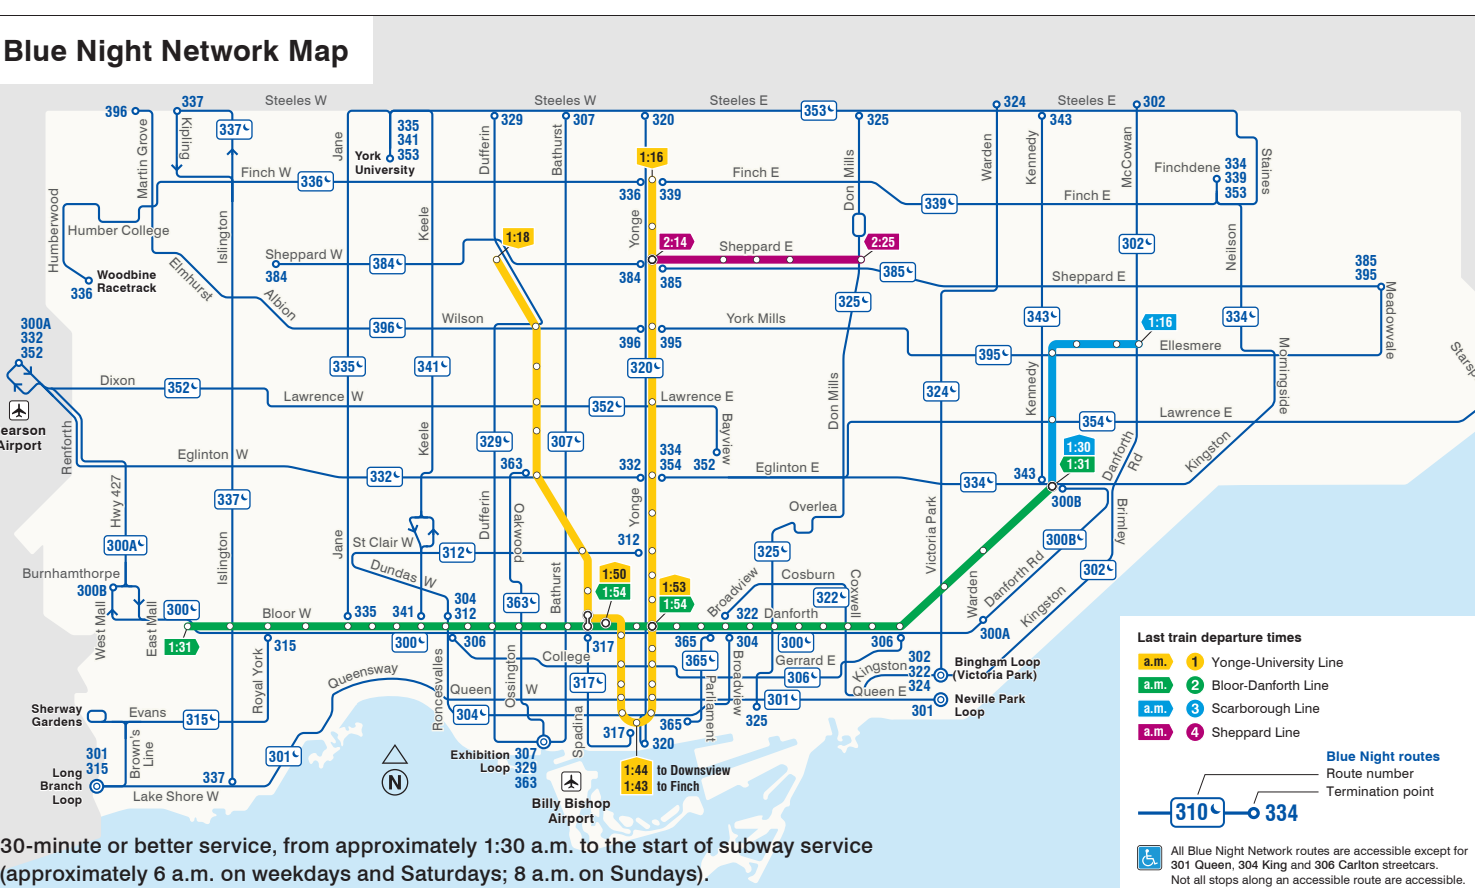 Blue Night Network Map
Steeles W
Steeles W
Steeles E
353
Steeles E
396
337
337
335
341
353
York
University
329
307
320
325
324
343
302
Martin Grove
Kipling
Jane
Keele
Dufferin
Bathurst
Yonge
Don Mills
Warden
Kennedy
McCowan
Staines
1:16
Finchdene
334
339
353
Finch W
336
336
339
Finch E
339
Finch E
Humberwood
Humber College
Islington
Woodbine
Racetrack
336
Elmhurst
Albion
Sheppard W
384
384
1:18
384
385
2:14
Sheppard E
2:25
385
Sheppard E
302
Neilson
385
395
Meadowvale
325
343
334
1:16
300A
332
352
396
Wilson
396
395
York Mills
395
Ellesmere
Morningside
Starsp
Dixon
352
335
341
320
324
Kennedy
Lawrence W
352
Lawrence E
354
Lawrence E
Don Mills
Bayview
352
earson
Airport
Renforth
Keele
329
307
363
334
354
332
1:30
1:31
Danforth
Rd
Kingston
Eglinton W
332
Eglinton E
334
343
300B
Hwy 427
337
300A
Islington
Jane
Dufferin
Oakwood
Yonge
Overlea
Victoria Park
Brimley
300B
302
St Clair W
312
312
325
Burnhamthorpe
300B
Dundas W
Bathurst
1:50
1:54
1:53
1:54
Broadview
Cosburn
322
Coxwell
Warden
Danforth Rd
Kingston
West Mall
East Mall
300
1:31
Bloor W
335
341
304
312
363
322
Danforth
300A
315
300
306
317
365
304
300
306
Royal York
Roncesvalles
Ossington
College
365
Gerrard E
306
Kingston
302
322
324
Bingham Loop
(Victoria Park)
Queensway
Queen
W
317
Parliament
Broadview
301
Queen E
301
Neville Park
Loop
Sherway
Gardens
Evans
315
304
Spadina
365
325
Brown's
Line
301
Exhibition
Loop
307
329
363
317
320
301
315
Long
Branch
Loop
337
Lake Shore W
N
1:44 to Downsview
1:43 to Finch
Billy Bishop
Airport
Last train departure times
a.m. 1 Yonge-University Line
a.m. 2 Bloor-Danforth Line
a.m. 3 Scarborough Line
a.m. 4 Sheppard Line
Blue Night routes
Route number
Termination point
310 334
30-minute or better service, from approximately 1:30 a.m. to the start of subway service
(approximately 6 a.m. on weekdays and Saturdays; 8 a.m. on Sundays).
All Blue Night Network routes are accessible except for
301 Queen, 304 King and 306 Carlton streetcars.
Not all stops along an accessible route are accessible.